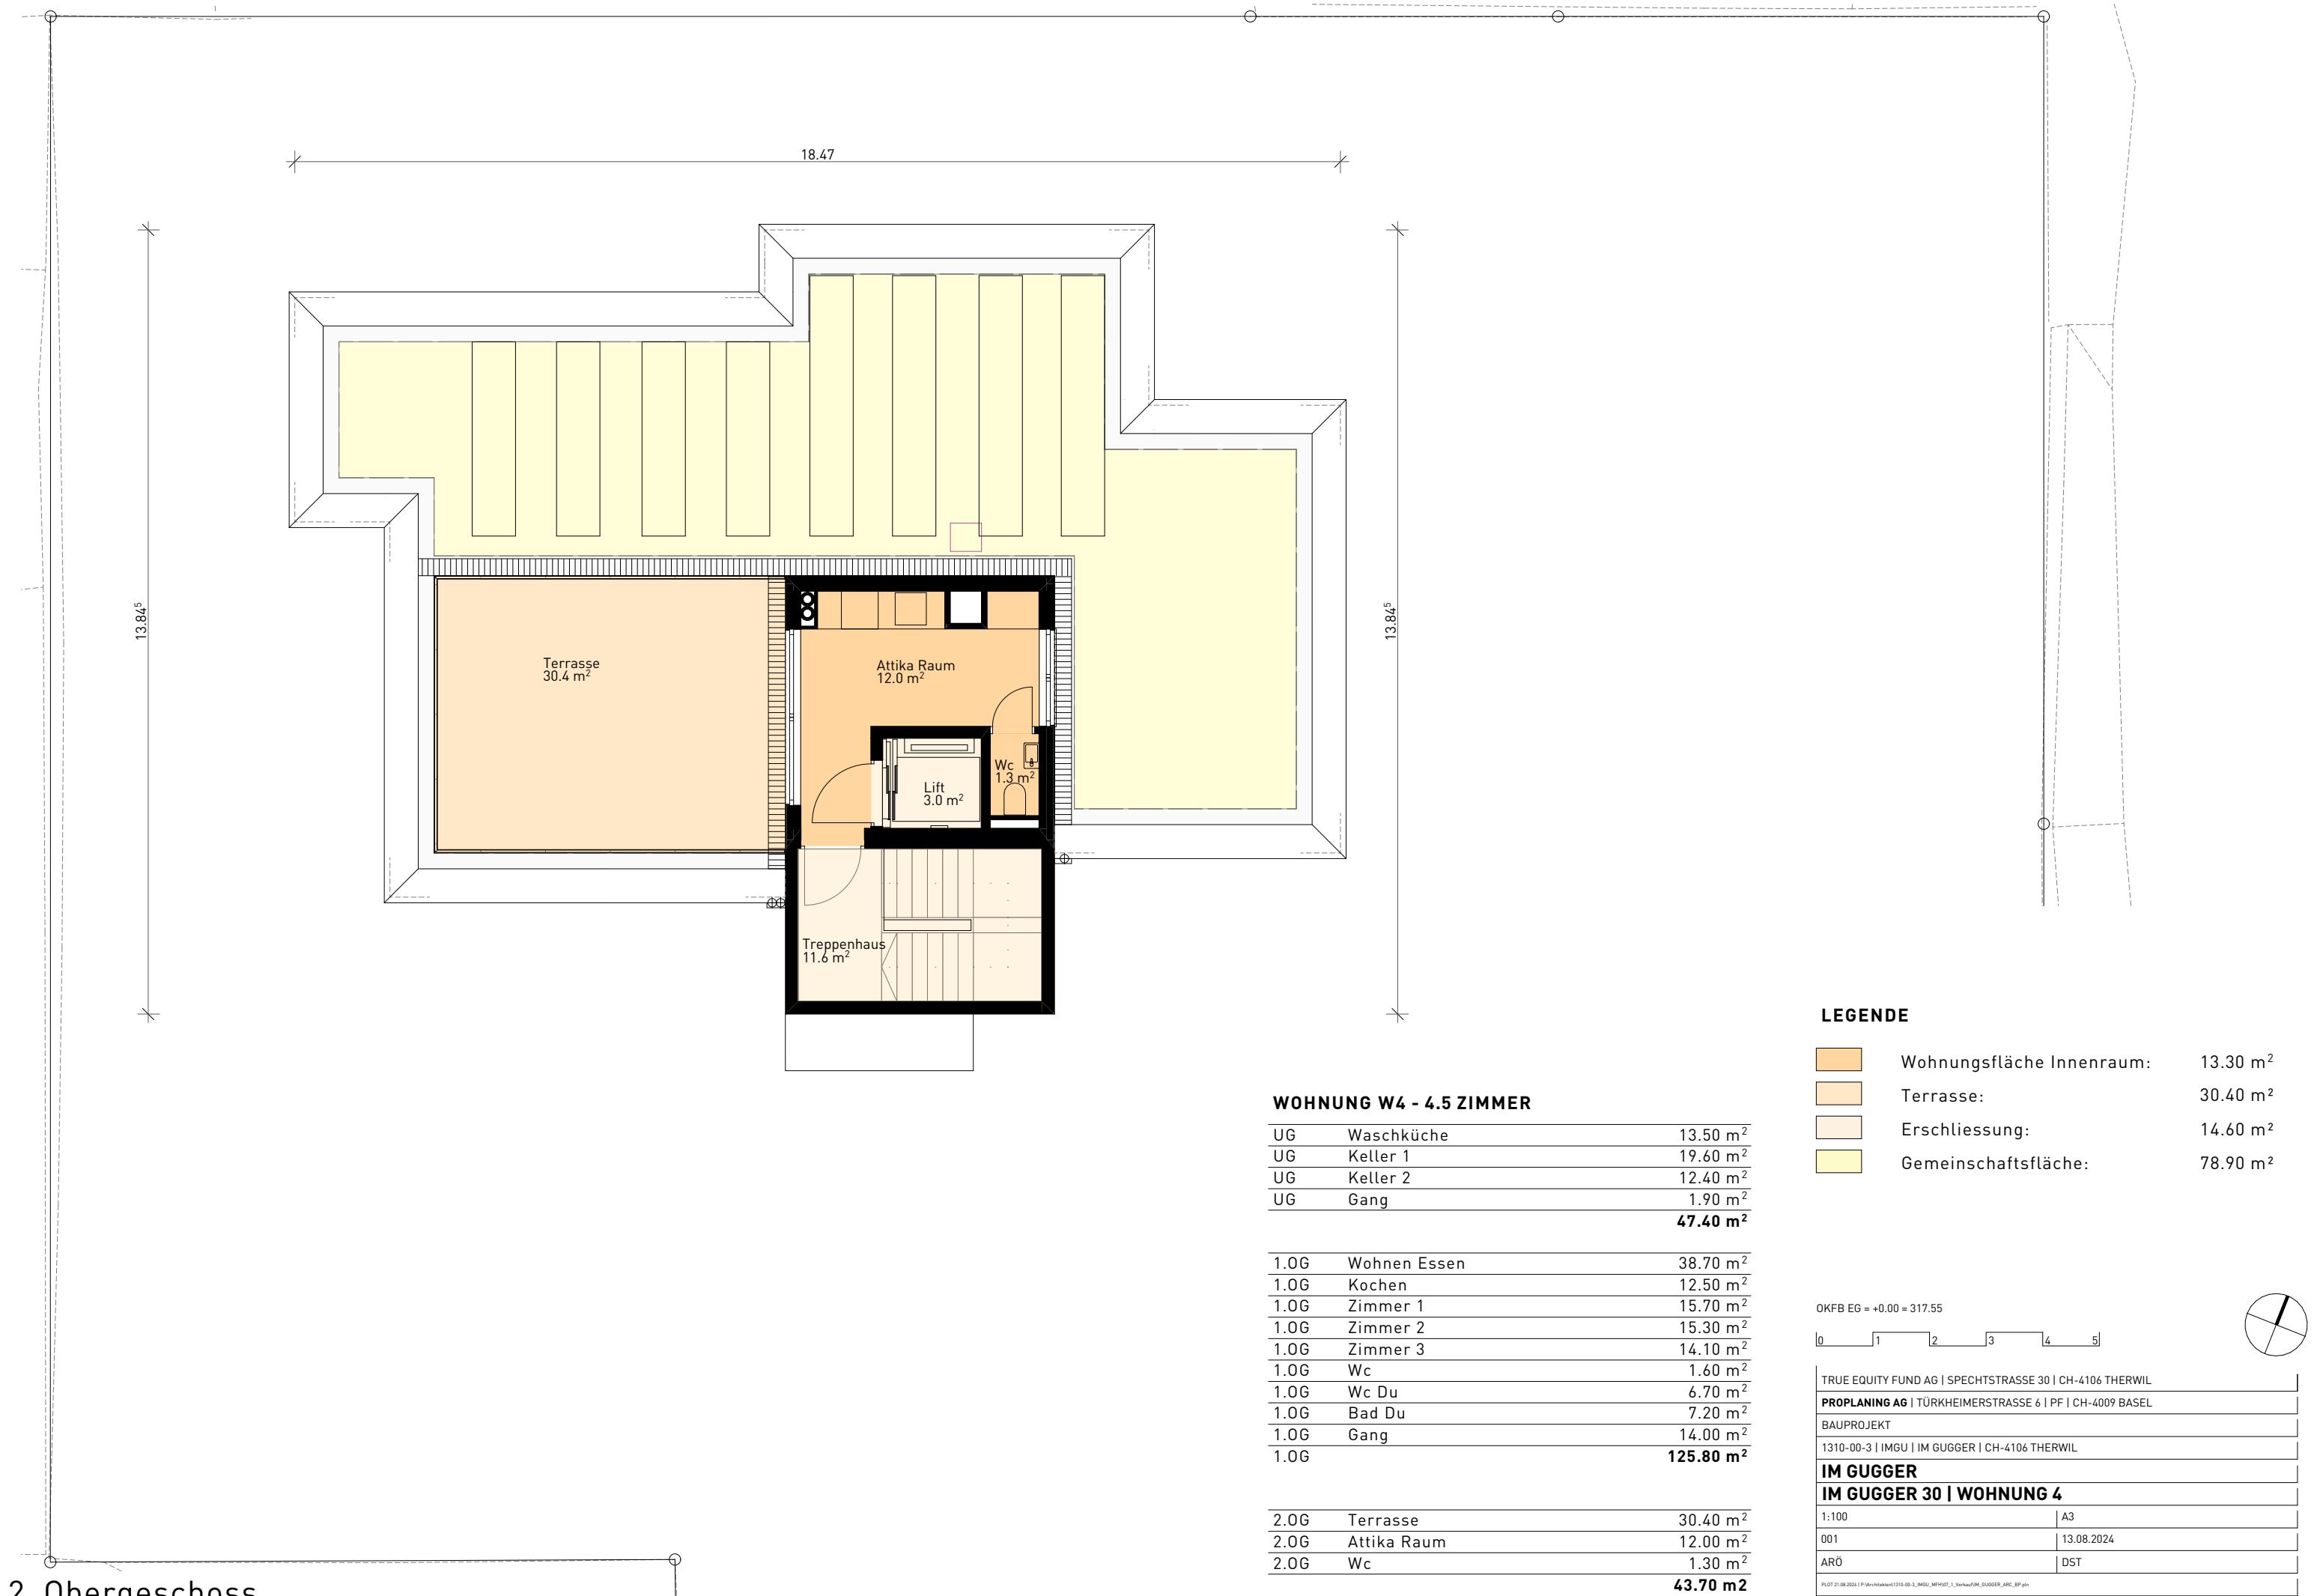 18.47
13.84⁵
13.84⁵
Terrasse
30.4 m²
Attika Raum
12.0 m²
Wc
1.3 m²
Lift
3.0 m²
Treppenhaus
11.6 m²
LEGENDE
Wohnungsfläche Innenraum: 13.30 m²
Terrasse: 30.40 m²
Erschliessung: 14.60 m²
Gemeinschaftsfläche: 78.90 m²
WOHNUNG W4 - 4.5 ZIMMER
UG Waschküche 13.50 m²
UG Keller 1 19.60 m²
UG Keller 2 12.40 m²
UG Gang 1.90 m²
47.40 m²
1.OG Wohnen Essen 38.70 m²
1.OG Kochen 12.50 m²
1.OG Zimmer 1 15.70 m²
1.OG Zimmer 2 15.30 m²
1.OG Zimmer 3 14.10 m²
1.OG Wc 1.60 m²
1.OG Wc Du 6.70 m²
1.OG Bad Du 7.20 m²
1.OG Gang 14.00 m²
1.OG 125.80 m²
2.OG Terrasse 30.40 m²
2.OG Attika Raum 12.00 m²
2.OG Wc 1.30 m²
43.70 m2
OKFB EG = +0.00 = 317.55
0 1 2 3 4 5
TRUE EQUITY FUND AG | SPECHTSTRASSE 30 | CH-4106 THERWIL
PROPLANING AG | TÜRKHEIMERSTRASSE 6 | PF | CH-4009 BASEL
BAUPROJEKT
1310-00-3 | IMGU | IM GUGGER | CH-4106 THERWIL
IM GUGGER
IM GUGGER 30 | WOHNUNG 4
1:100 A3
001 13.08.2024
ARÖ DST
PLOT 21.08.2024 |
2. Obergeschoss